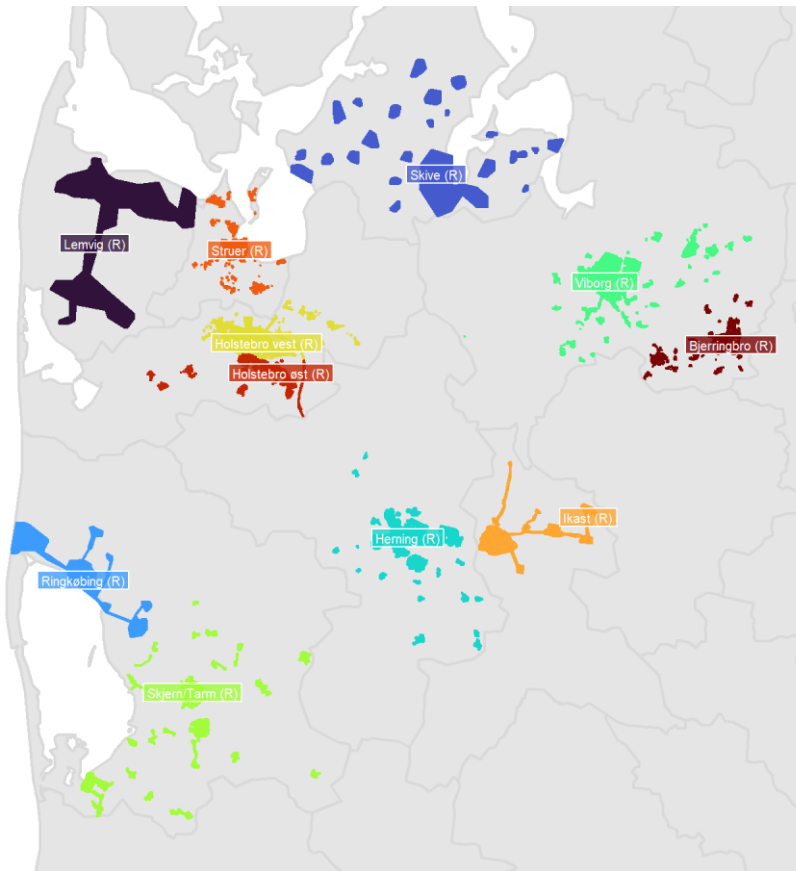 Skive (R)
Lemvig (R)
Struer (R)
Viborg (R)
Holstebro vest (R)
Bjerringbro (R)
Holstebro øst (R)
Ikast (R)
Herning (R)
Ringkøbing (R)
Skjern/Tarm (R)